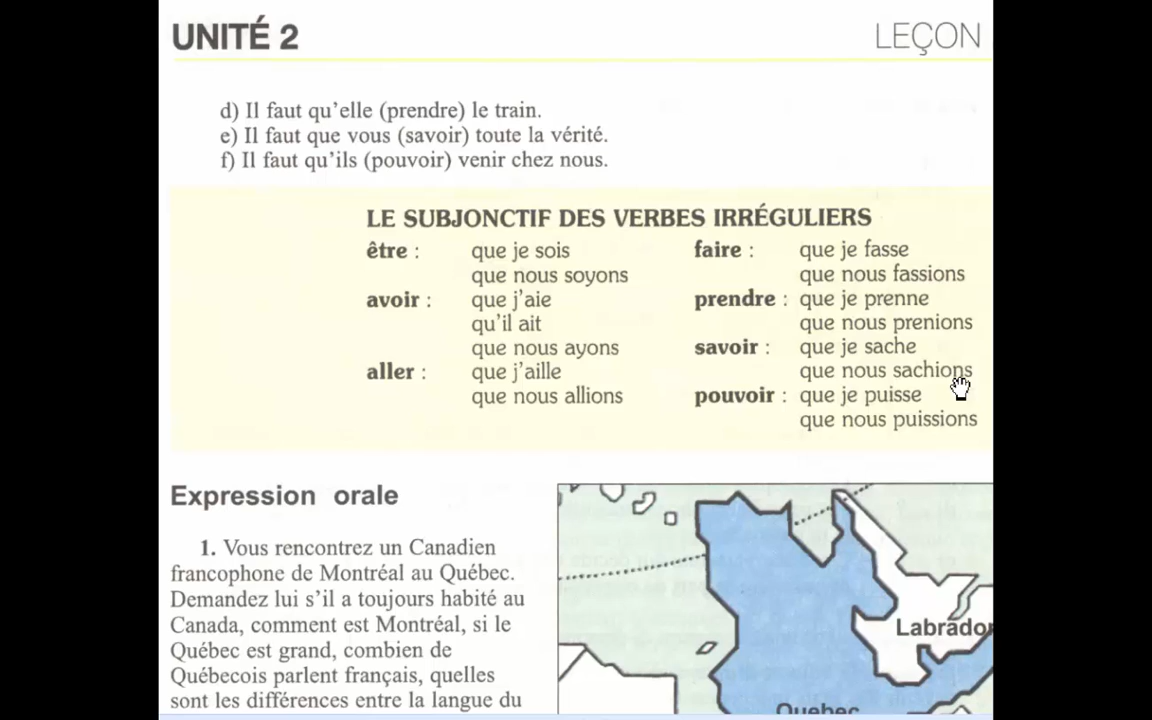 UNITÉ 2
LEÇON
d) Il faut qu'elle (prendre) le train.
e) Il faut que vous (savoir) toute la vérité.
f) Il faut qu'ils (pouvoir) venir chez nous.
LE SUBJONCTIF DES VERBES IRRÉGULIERS
être : que je sois
que nous soyons
avoir : que j'aie
qu'il ait
que nous ayons
aller : que j'aille
que nous allions
faire : que je fasse
que nous fassions
prendre : que je prenne
que nous prenions
savoir : que je sache
que nous sachions
pouvoir : que je puisse
que nous puissions
Expression orale
1. Vous rencontrez un Canadien
francophone de Montréal au Québec.
Demandez lui s'il a toujours habité au
Canada, comment est Montréal, si le
Québec est grand, combien de
Québecois parlent français, quelles
sont les différences entre la langue du
Labrador
Quebec